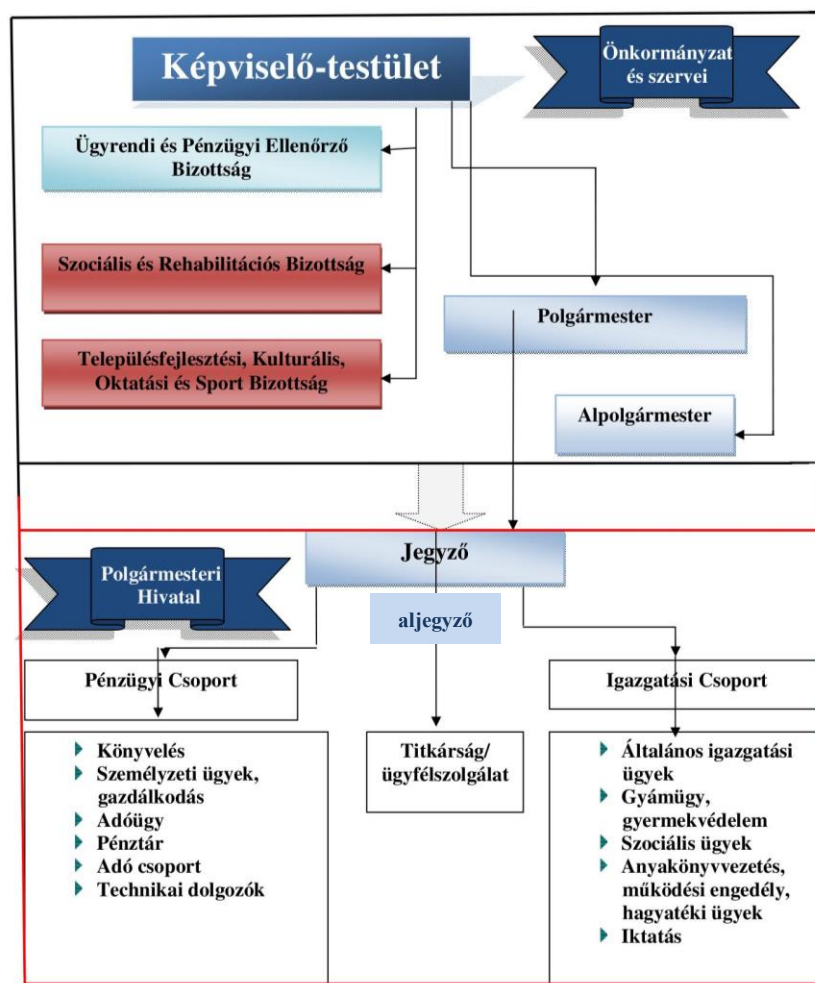 Képviselő-testület
Önkormányzat
és szervei
Ügyrendi és Pénzügyi Ellenőrző
Bizottság
Szociális és Rehabilitációs Bizottság
Polgármester
Településfejlesztési, Kulturális,
Oktatási és Sport Bizottság
Alpolgármester
Jegyző
Polgármesteri
Hivatal
aljegyző
Pénzügyi Csoport
Igazgatási Csoport
Könyvelés
Személyzeti ügyek,
gazdálkodás
Adóügy
Pénztár
Adó csoport
Technikai dolgozók
Titkárság/
ügyfélszolgálat
Általános igazgatási
ügyek
Gyámügy,
gyermekvédelem
Szociális ügyek
Anyakönyvvezetés,
működési engedély,
hagyatéki ügyek
Iktatás